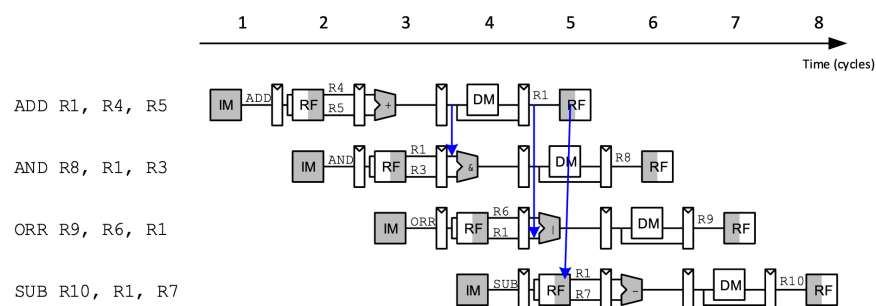 1 2 3 4 5 6 7 8
Time (cycles)
ADD R1, R4, R5 IM ADD RF R4 R5 + DM R1 RF
AND R8, R1, R3 IM AND RF R1 R3 & DM R8 RF
ORR R9, R6, R1 IM ORR RF R6 R1 | DM R9 RF
SUB R10, R1, R7 IM SUB RF R1 R7 - DM R10 RF